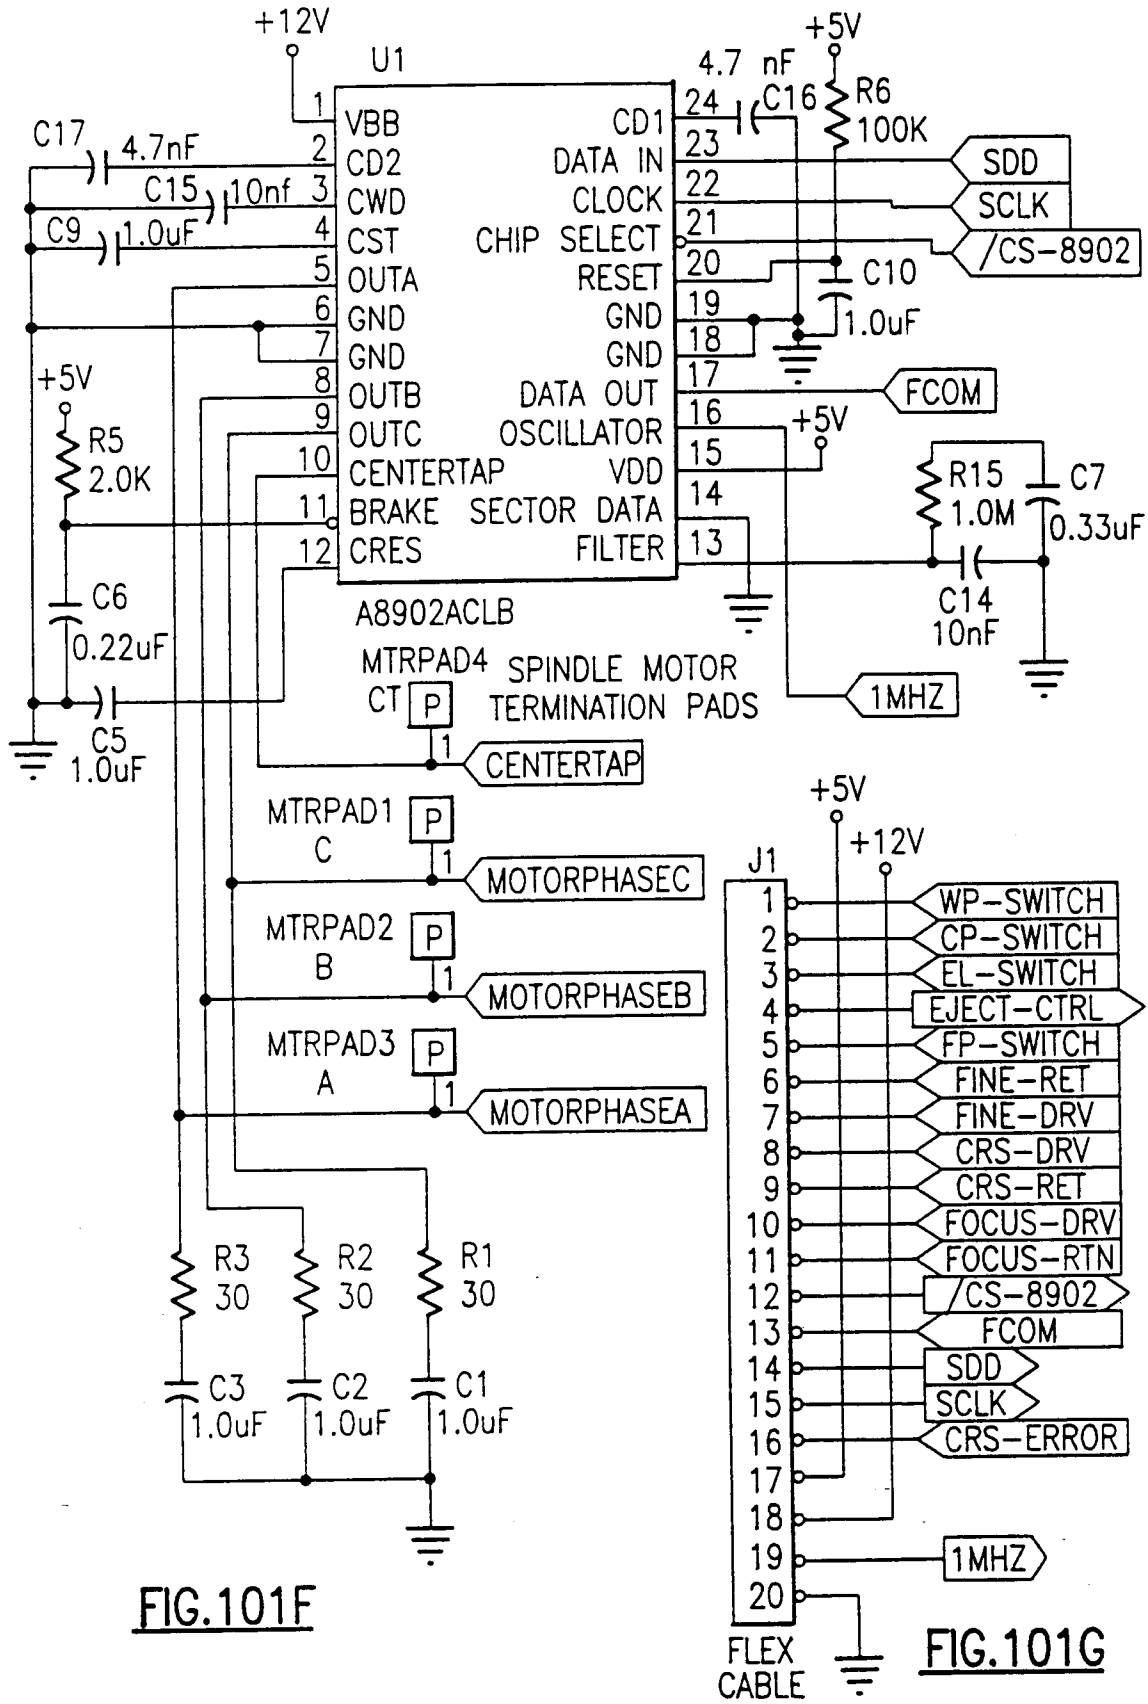 +12V
U1
+5V
4.7 nF
C16
R6
100K
C17
4.7nF
C15
10nf
C9
1.0uF
1
2
3
4
5
6
7
8
9
10
11
12
VBB
CD2
CWD
CST
OUTA
GND
GND
OUTB
OUTC
CENTERTAP
BRAKE
CRES
CD1
DATA IN
CLOCK
CHIP SELECT
RESET
GND
GND
DATA OUT
OSCILLATOR
VDD
SECTOR DATA
FILTER
24
23
22
21
20
19
18
17
16
15
14
13
SDD
SCLK
/CS-8902
C10
1.0uF
FCOM
+5V
R15
1.0M
C7
0.33uF
C14
10nF
1MHZ
+5V
R5
2.0K
C6
0.22uF
C5
1.0uF
A8902ACLB
MTRPAD4
CT
P
1
SPINDLE MOTOR
TERMINATION PADS
CENTERTAP
MTRPAD1
C
P
1
MOTORPHASEC
MTRPAD2
B
P
1
MOTORPHASEB
MTRPAD3
A
P
1
MOTORPHASEA
R3
30
R2
30
R1
30
C3
1.0uF
C2
1.0uF
C1
1.0uF
FIG.101F
+5V
+12V
J1
1 WP-SWITCH
2 CP-SWITCH
3 EL-SWITCH
4 EJECT-CTRL
5 FP-SWITCH
6 FINE-RET
7 FINE-DRV
8 CRS-DRV
9 CRS-RET
10 FOCUS-DRV
11 FOCUS-RTN
12 /CS-8902
13 FCOM
14 SDD
15 SCLK
16 CRS-ERROR
17
18
19 1MHZ
20
FLEX
CABLE
FIG.101G